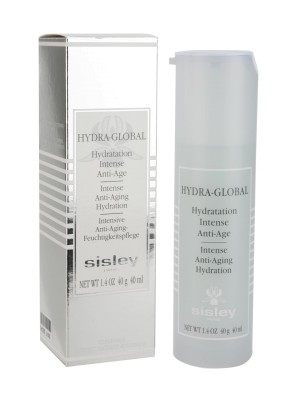 HYDRA-GLOBAL
Hydratation
Intense
Anti-Age
Intense
Anti-Aging
Hydration
Intensive
Anti-Aging
Feuchtigkeitspflege
sisley
PARIS
NET WT 1.4 OZ 40 g 40 ml
HYDRA-GLOBAL
Hydratation
Intense
Anti-Age
Intense
Anti-Aging
Hydration
sisley
PARIS
NET WT 1.4 OZ 40 g 40 ml